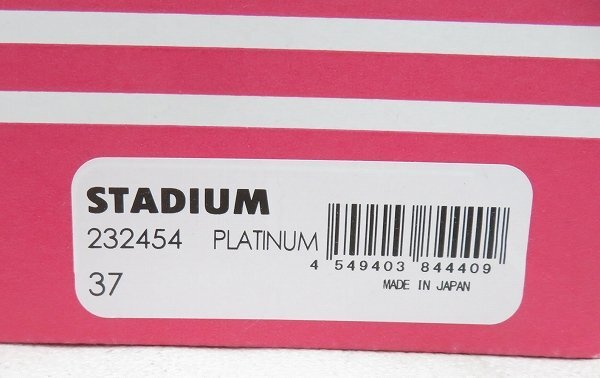 STADIUM
232454 PLATINUM
4 549403 844409
37
MADE IN JAPAN